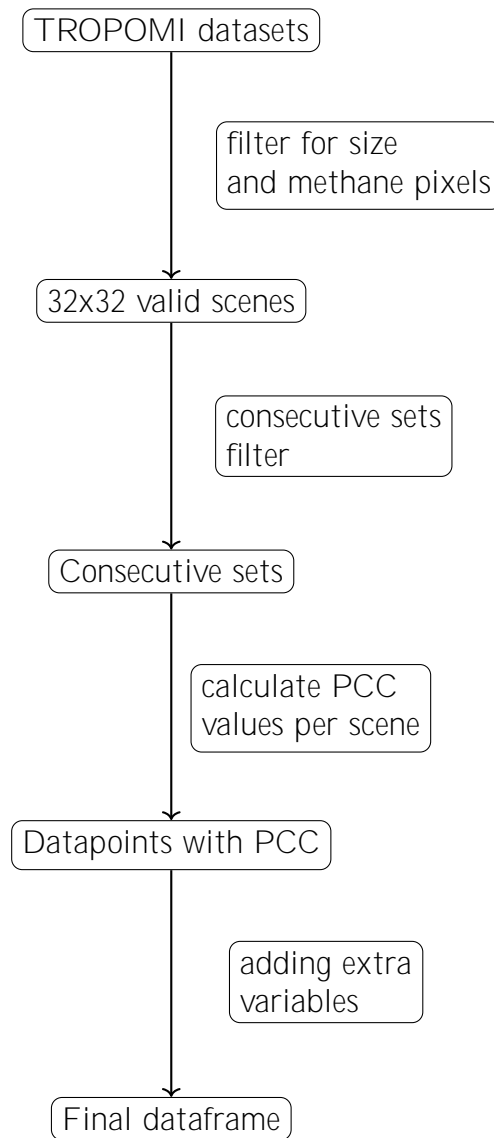 TROPOMI datasets
filter for size
and methane pixels
32x32 valid scenes
consecutive sets
filter
Consecutive sets
calculate PCC
values per scene
Datapoints with PCC
adding extra
variables
Final dataframe